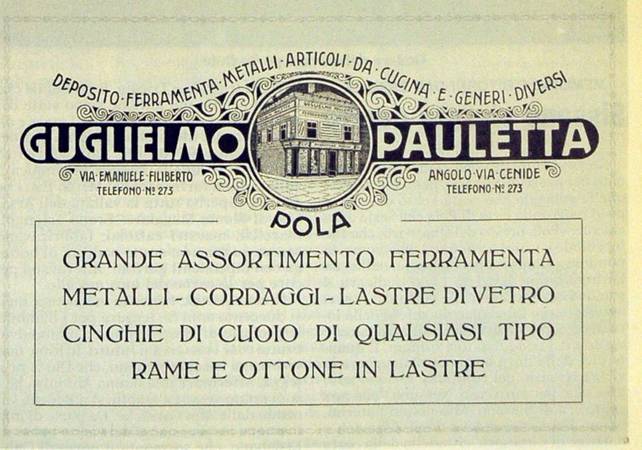 DEPOSITO·FERRAMENTA·METALLI·ARTICOLI·DA·CUCINA·E·GENERI·DIVERSI
GUGLIELMO PAULETTA
VIA·EMANUELE·FILIBERTO
TELEFONO·Nº 273
ANGOLO·VIA·CENIDE
TELEFONO·Nº 273
POLA
GRANDE ASSORTIMENTO FERRAMENTA
METALLI - CORDAGGI - LASTRE DI VETRO
CINGHIE DI CUOIO DI QUALSIASI TIPO
RAME E OTTONE IN LASTRE